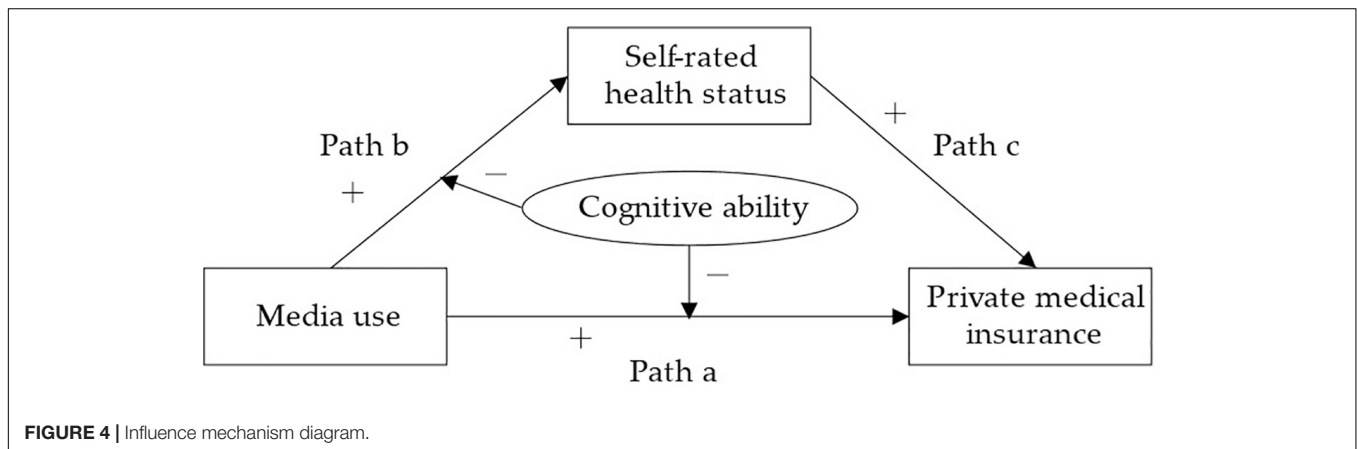 Self-rated
health status
Path b
+
+
Path c
−
Cognitive ability
−
Media use
Private medical
insurance
+
Path a
FIGURE 4 | Influence mechanism diagram.